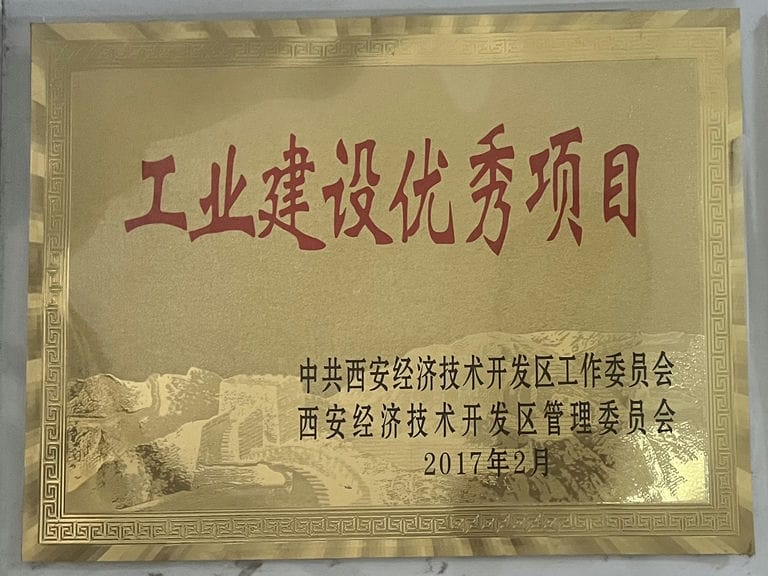 工业建设优秀项目
中共西安经济技术开发区工作委员会
西安经济技术开发区管理委员会
2017年2月